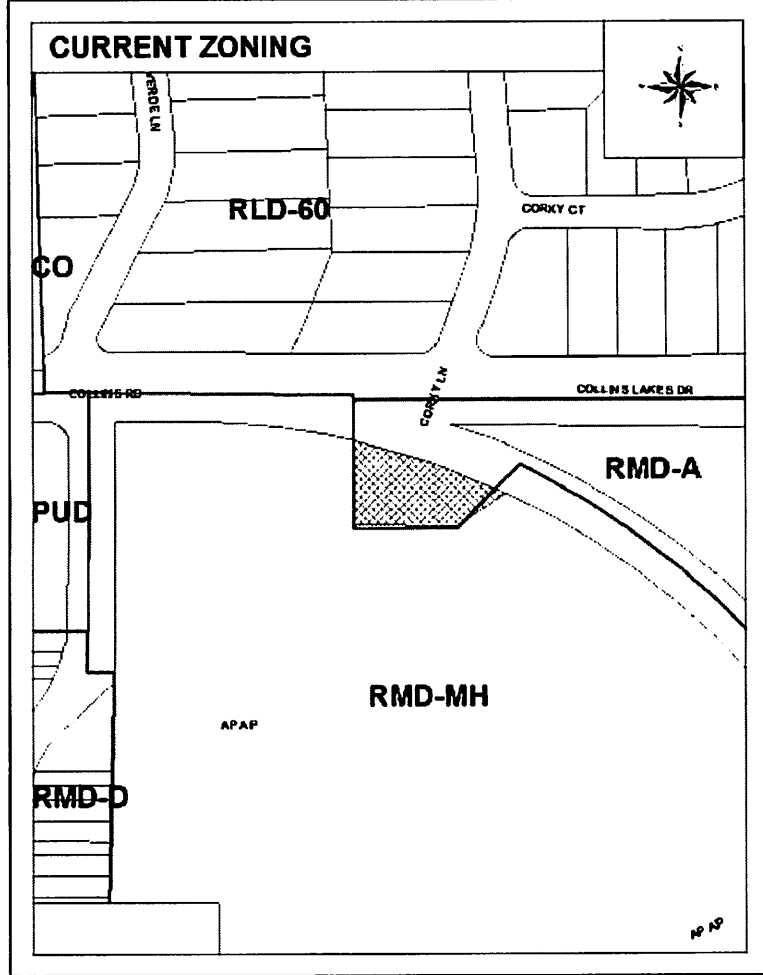 CURRENT ZONING
VERDE LN
RLD-60
CORKY CT
CO
COLLINS RD
CORKY LN
COLLINS LAKES DR
RMD-A
PUD
RMD-MH
AP AP
RMD-D
AP AP